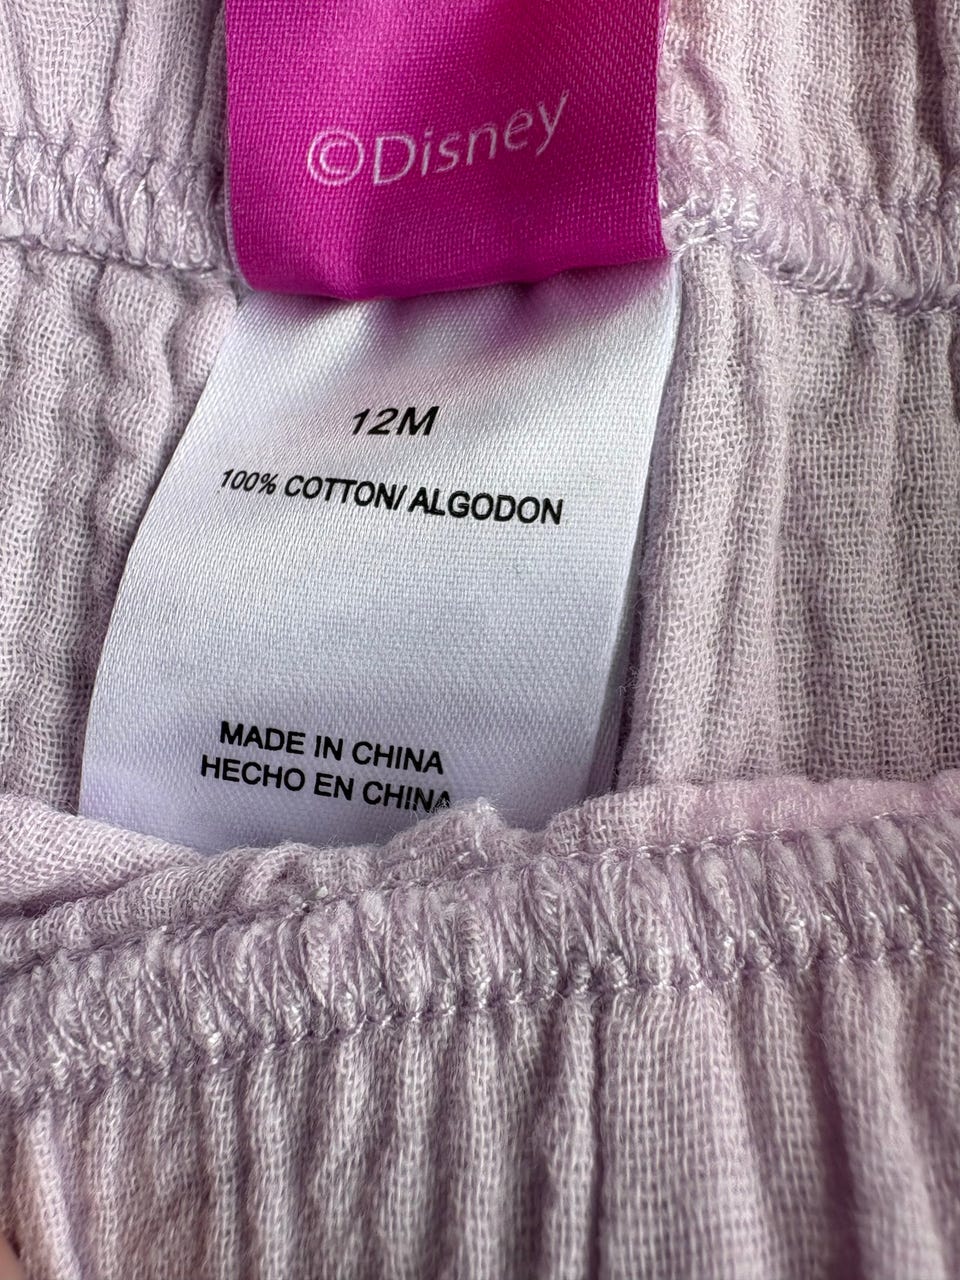 ©Disney
12M
100% COTTON/ ALGODON
MADE IN CHINA
HECHO EN CHINA